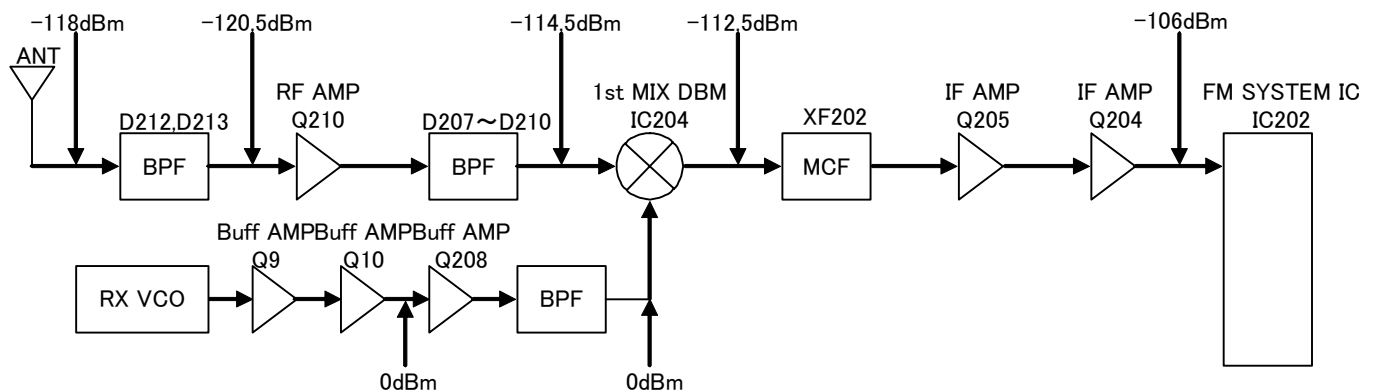 -118dBm
-120,5dBm
-114,5dBm
-112,5dBm
-106dBm
ANT
RF AMP
1st MIX DBM
IF AMP
IF AMP
FM SYSTEM IC
D212,D213
Q210
D207～D210
IC204
XF202
Q205
Q204
IC202
BPF
BPF
MCF
Buff AMP
Buff AMP
Buff AMP
Q9
Q10
Q208
RX VCO
BPF
0dBm
0dBm